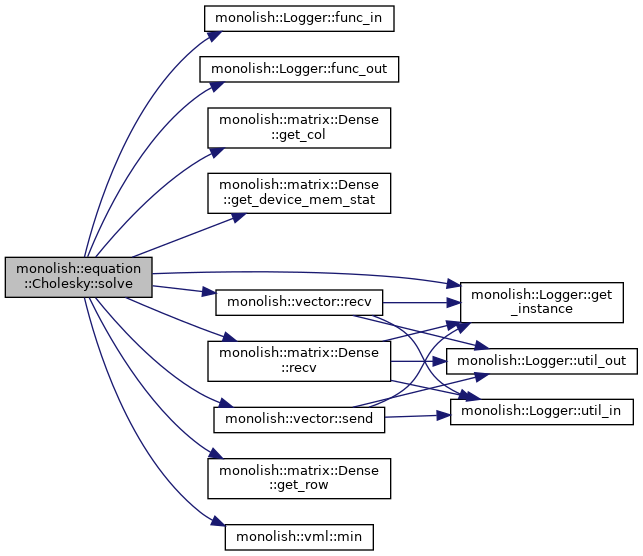 monolish::Logger::func_in
monolish::Logger::func_out
monolish::matrix::Dense
::get_col
monolish::matrix::Dense
::get_device_mem_stat
monolish::equation
::Cholesky::solve
monolish::vector::recv
monolish::Logger::get
_instance
monolish::matrix::Dense
::recv
monolish::Logger::util_out
monolish::vector::send
monolish::Logger::util_in
monolish::matrix::Dense
::get_row
monolish::vml::min